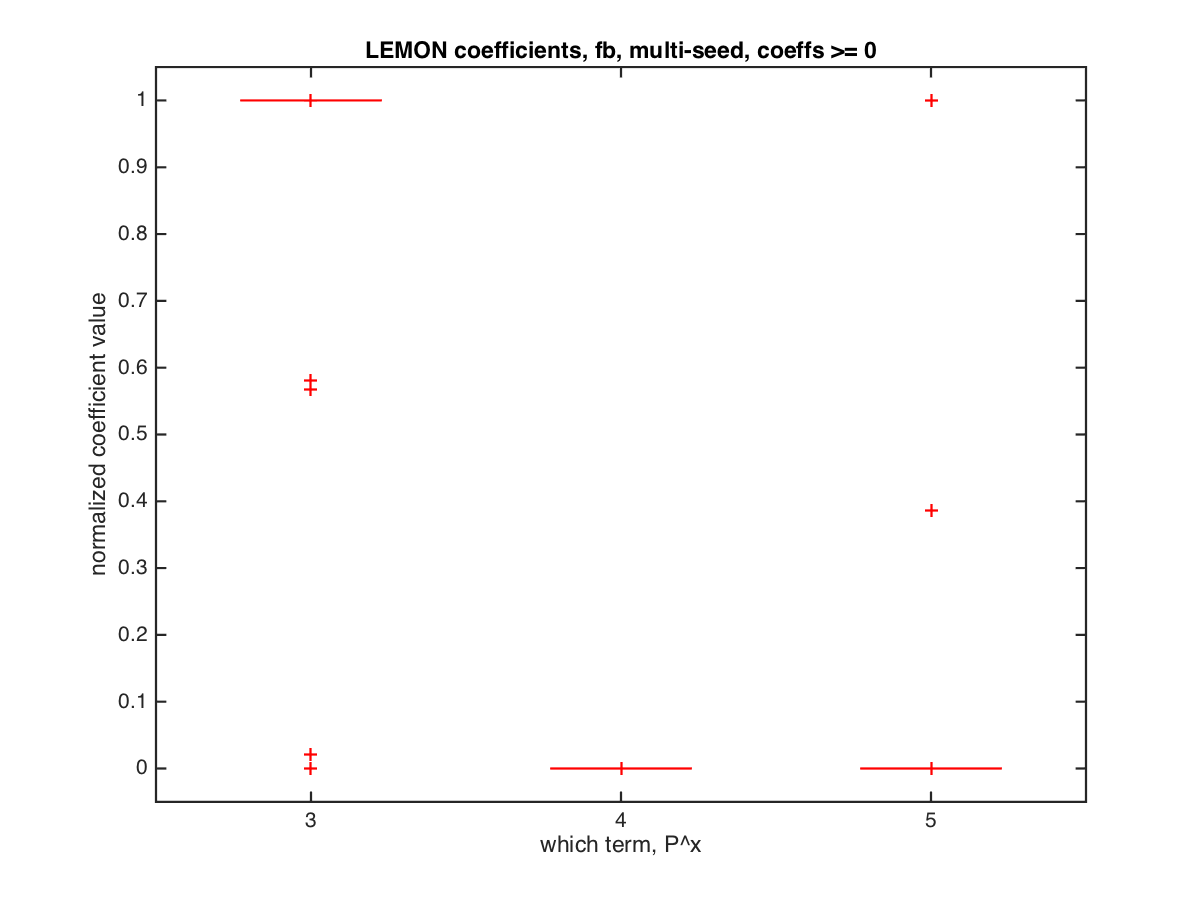 LEMON coefficients, fb, multi-seed, coeffs >= 0
normalized coefficient value
1
0.9
0.8
0.7
0.6
0.5
0.4
0.3
0.2
0.1
0
3 4 5
which term, P^x